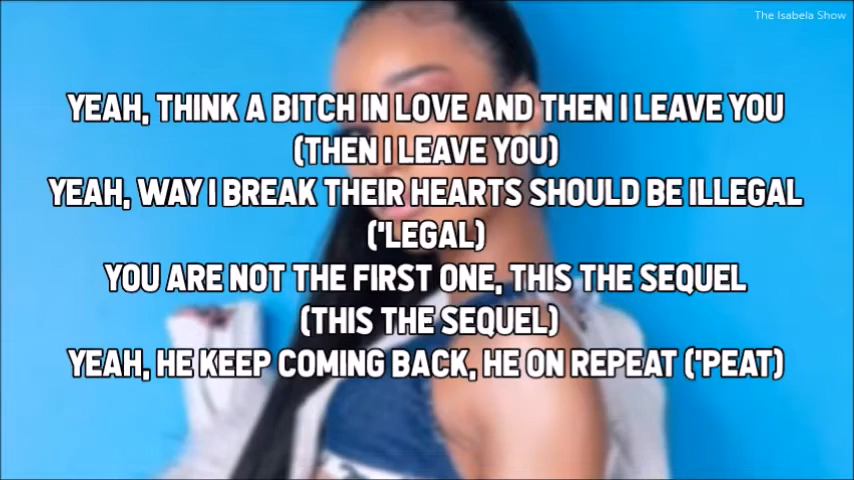 The Isabela Show
YEAH, THINK A BITCH IN LOVE AND THEN I LEAVE YOU
(THEN I LEAVE YOU)
YEAH, WAY I BREAK THEIR HEARTS SHOULD BE ILLEGAL
('LEGAL)
YOU ARE NOT THE FIRST ONE, THIS THE SEQUEL
(THIS THE SEQUEL)
YEAH, HE KEEP COMING BACK, HE ON REPEAT ('PEAT)